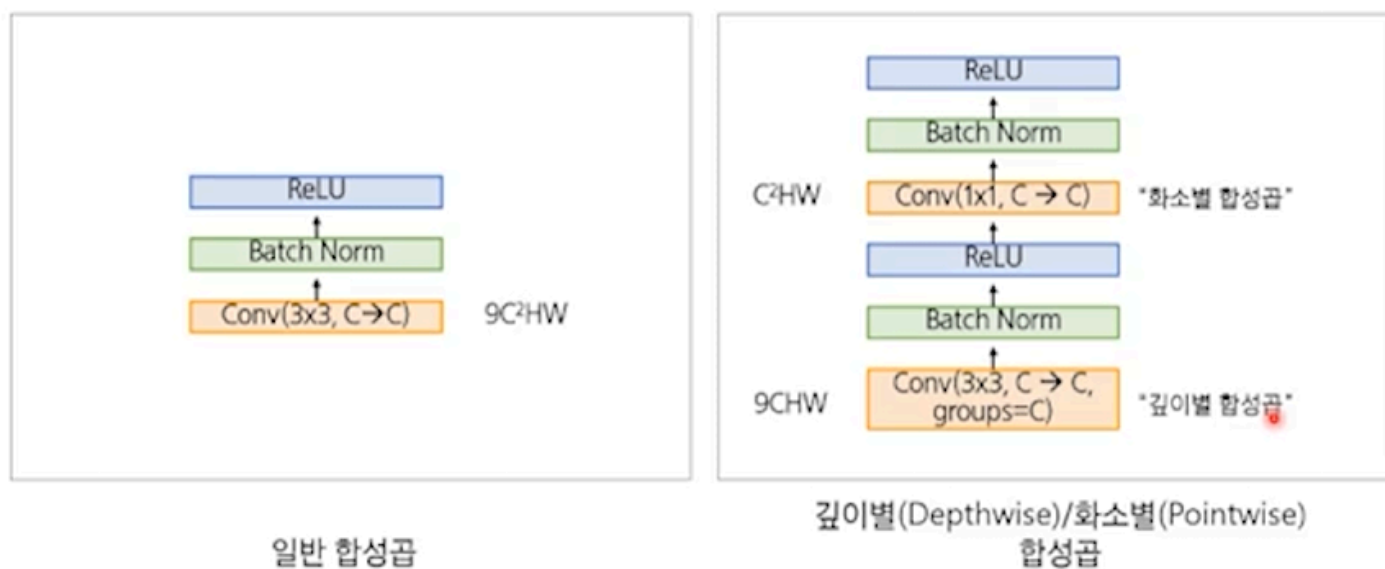 ReLU
Batch Norm
Conv(3x3, C→C)
9C²HW
일반 합성곱
ReLU
Batch Norm
C²HW
Conv(1x1, C → C)
"화소별 합성곱"
ReLU
Batch Norm
9CHW
Conv(3x3, C → C,
groups=C)
"깊이별 합성곱"
깊이별(Depthwise)/화소별(Pointwise)
합성곱